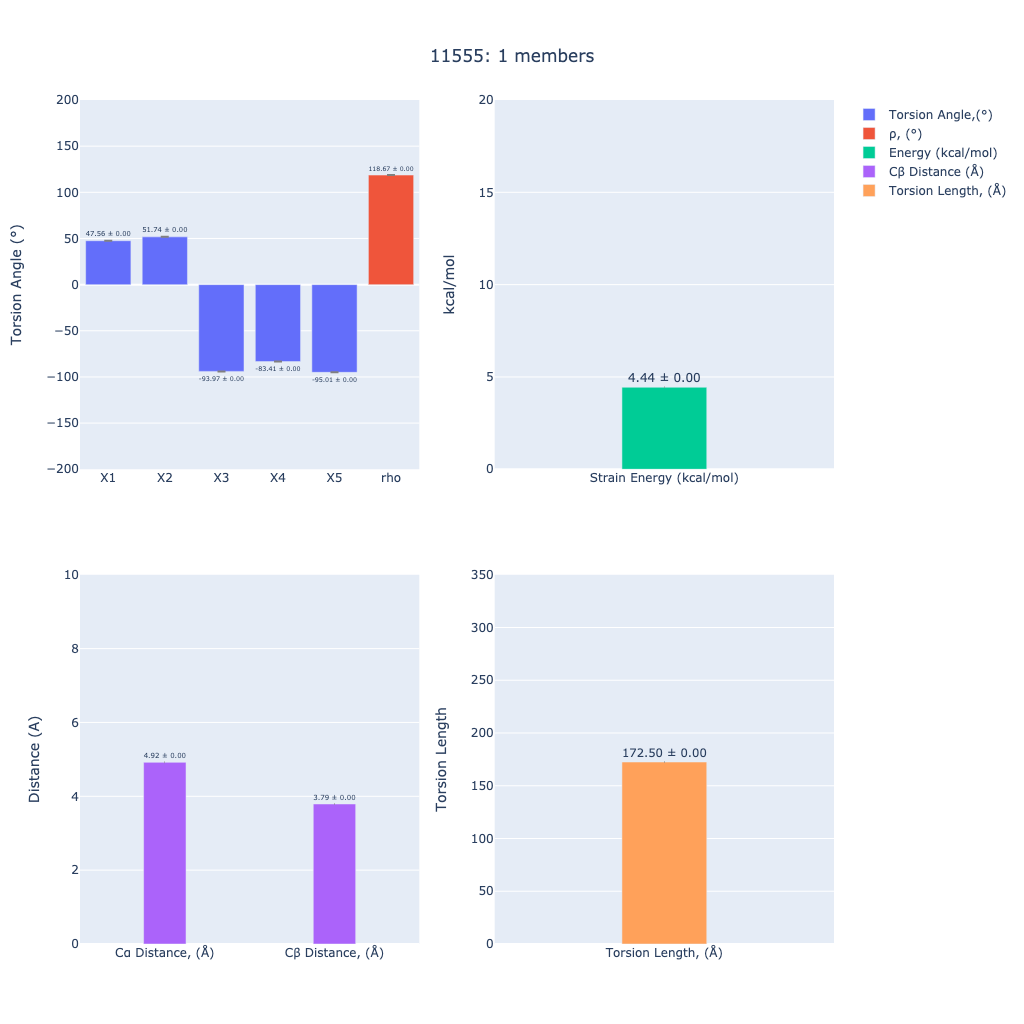 11555: 1 members
200
150
100
50
0
−50
−100
−150
−200
Torsion Angle (°)
47.56 ± 0.00
51.74 ± 0.00
-93.97 ± 0.00
-83.41 ± 0.00
-95.01 ± 0.00
118.67 ± 0.00
X1
X2
X3
X4
X5
rho
20
15
10
5
0
kcal/mol
4.44 ± 0.00
Strain Energy (kcal/mol)
Torsion Angle,(°)
ρ, (°)
Energy (kcal/mol)
Cβ Distance (Å)
Torsion Length, (Å)
10
8
6
4
2
0
Distance (A)
4.92 ± 0.00
3.79 ± 0.00
Cα Distance, (Å)
Cβ Distance, (Å)
350
300
250
200
150
100
50
0
Torsion Length
172.50 ± 0.00
Torsion Length, (Å)